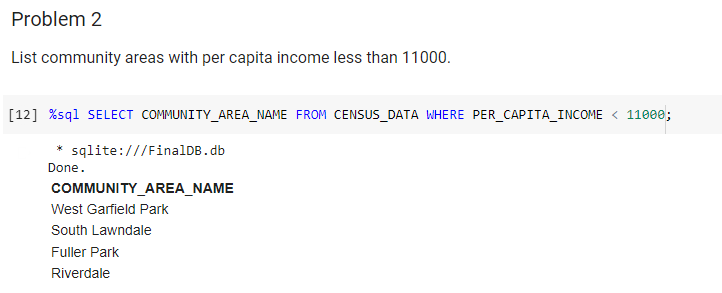 Problem 2
List community areas with per capita income less than 11000.
[12] %sql SELECT COMMUNITY_AREA_NAME FROM CENSUS_DATA WHERE PER_CAPITA_INCOME < 11000;
* sqlite:///FinalDB.db
Done.
COMMUNITY_AREA_NAME
West Garfield Park
South Lawndale
Fuller Park
Riverdale